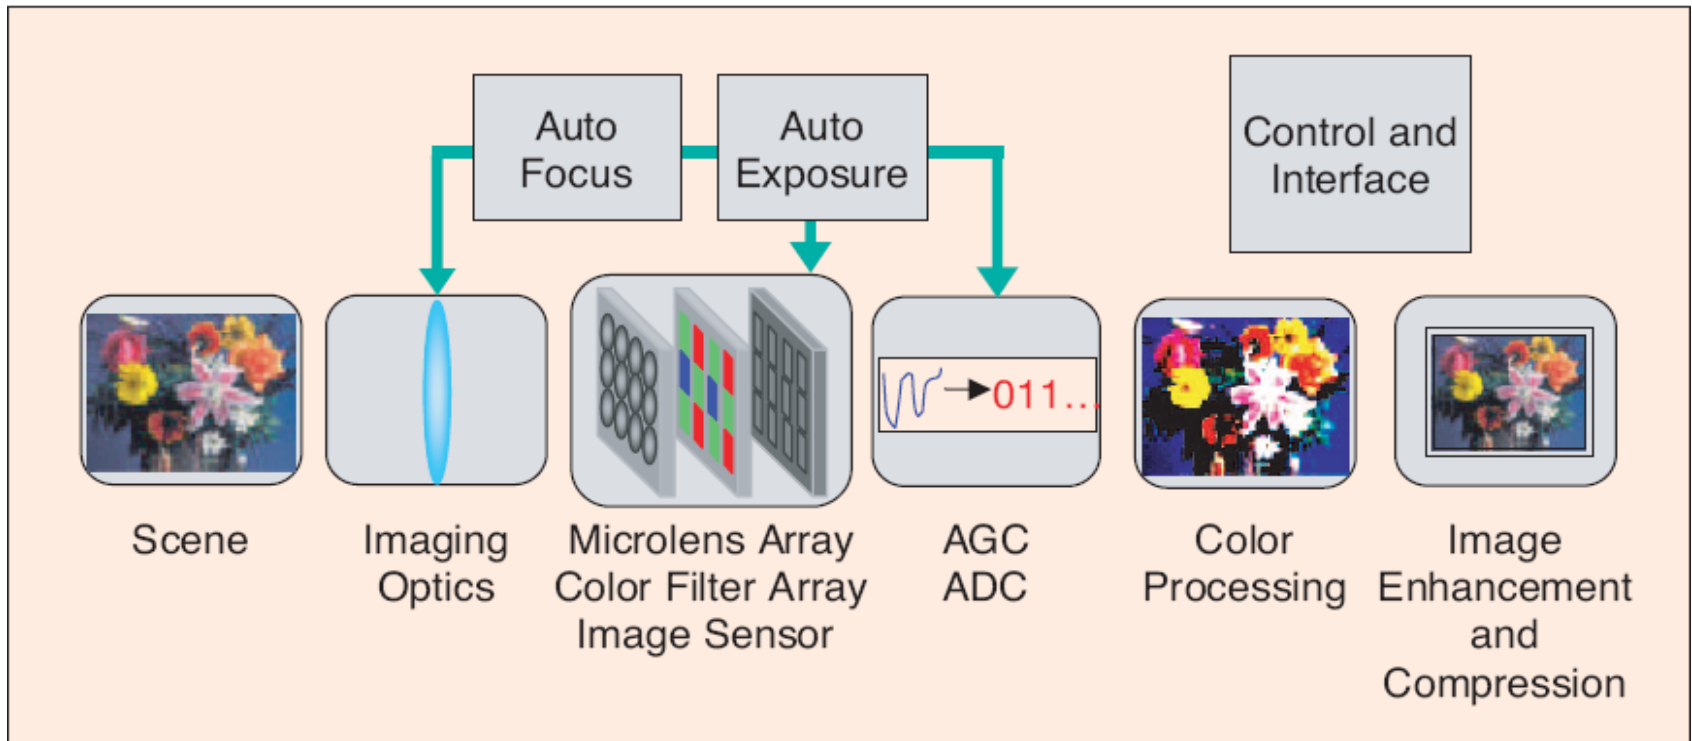 Auto
Focus
Auto
Exposure
Control and
Interface
011...
Scene
Imaging
Optics
Microlens Array
Color Filter Array
Image Sensor
AGC
ADC
Color
Processing
Image
Enhancement
and
Compression